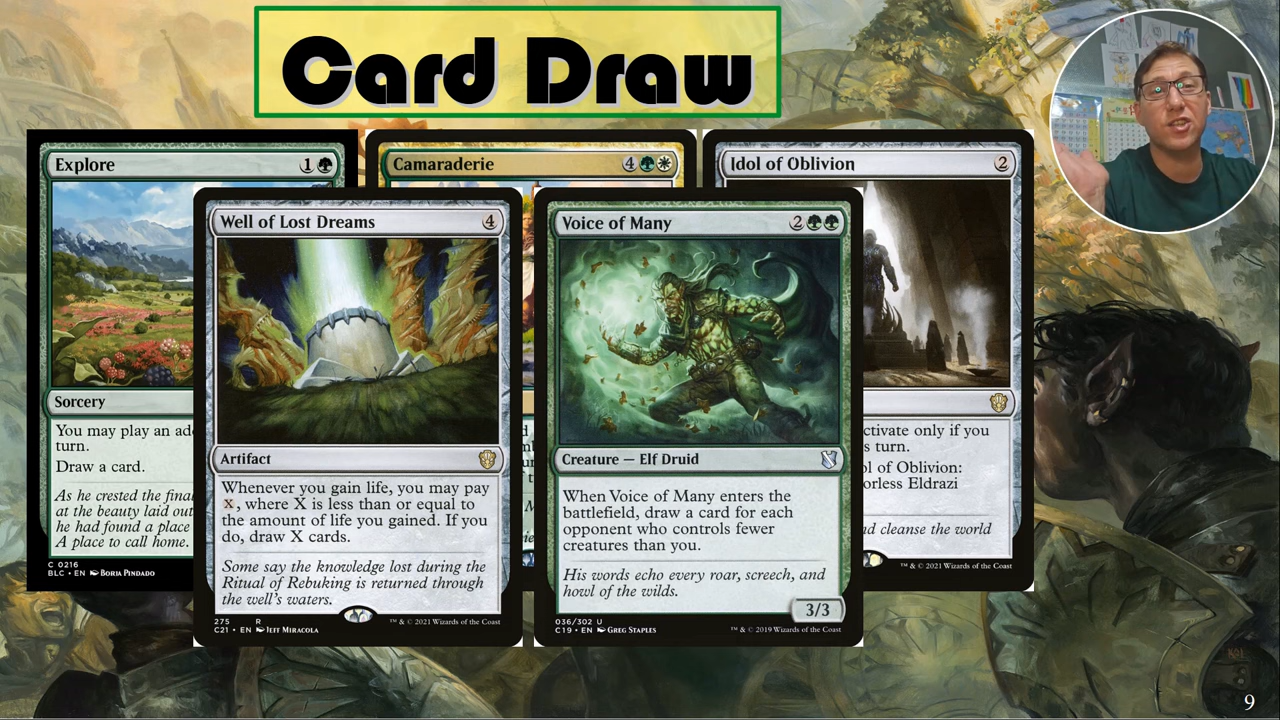 Card Draw
Explore 1
Camaraderie 4
Idol of Oblivion 2
Well of Lost Dreams 4
Voice of Many 2
Sorcery
You may play an
turn.
Draw a card.
As he crested the
at the beauty laid
he had found a place
A place to call home.
C 0216
BLC • EN Borja Pindado
Artifact
Whenever you gain life, you may pay
X, where X is less than or equal to
the amount of life you gained. If you
do, draw X cards.
Some say the knowledge lost during the
Ritual of Rebuking is returned through
the well's waters.
275 R
C21 • EN Jeff Miracola
™ & © 2021 Wizards of the Coast
Creature — Elf Druid
When Voice of Many enters the
battlefield, draw a card for each
opponent who controls fewer
creatures than you.
His words echo every roar, screech, and
howl of the wilds.
3/3
036/302 U
C19 • EN Greg Staples
™ & © 2019 Wizards of the Coast
only if you
turn.
of Oblivion:
Eldrazi
cleanse the world
™ & © 2021 Wizards of the Coast
9